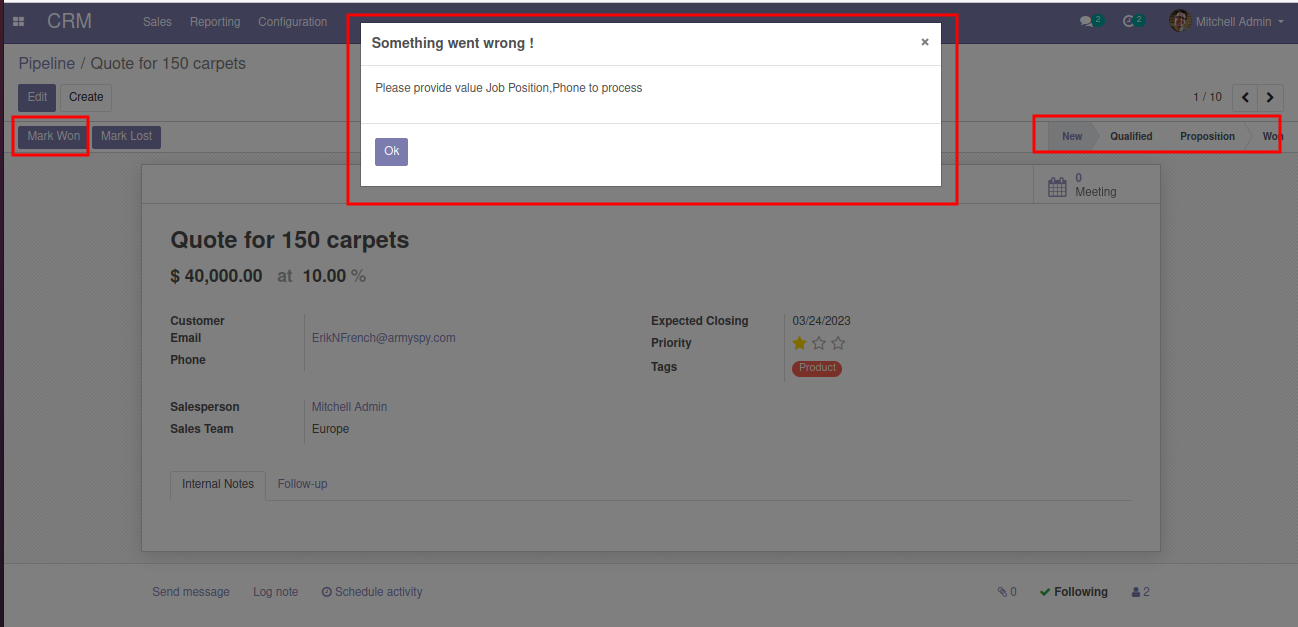 CRM Sales Reporting Configuration 2 2 Mitchell Admin
Something went wrong ! ×
Please provide value Job Position,Phone to process
Ok
Pipeline / Quote for 150 carpets
Edit Create 1 / 10
Mark Won Mark Lost New Qualified Proposition Won
0
Meeting
Quote for 150 carpets
$ 40,000.00 at 10.00 %
Customer
Email ErikNFrench@armyspy.com
Phone
Expected Closing 03/24/2023
Priority
Tags Product
Salesperson Mitchell Admin
Sales Team Europe
Internal Notes Follow-up
Send message Log note Schedule activity 0 Following 2